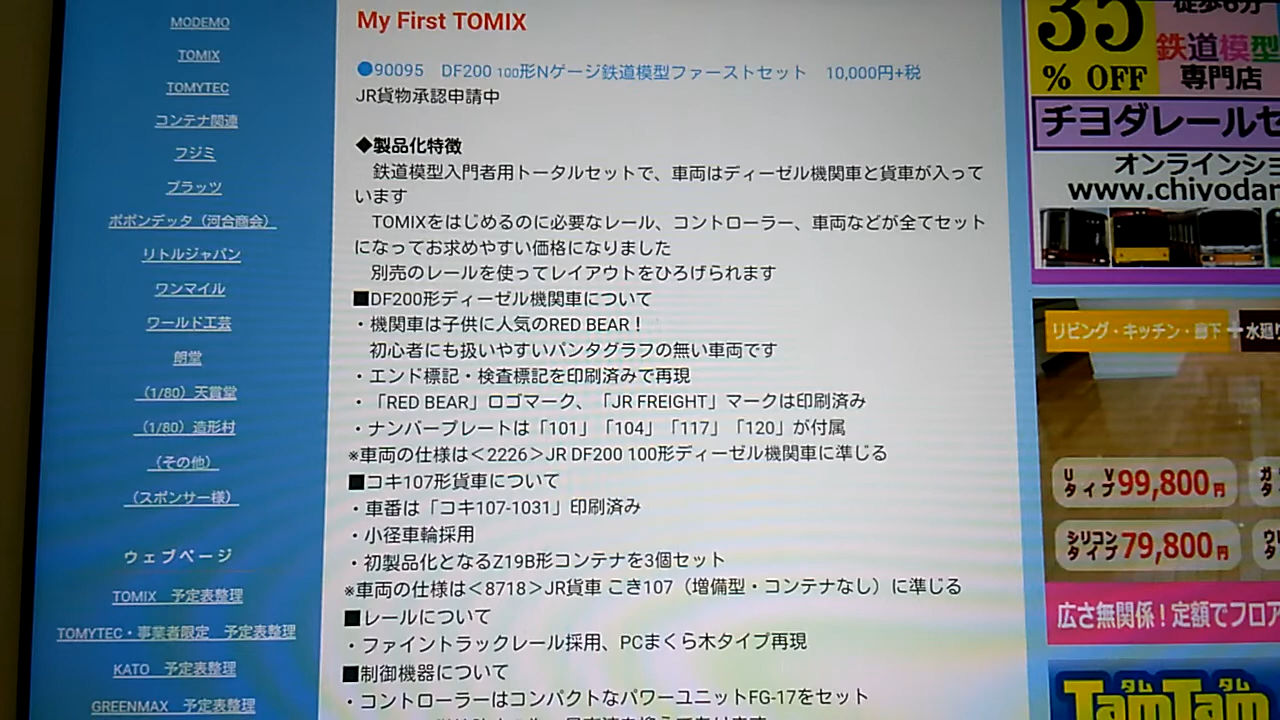 MODEMO
TOMIX
TOMYTEC
コンテナ関連
フジミ
プラッツ
ポポンデッタ（河合商会）
リトルジャパン
ワンマイル
ワールド工芸
朗堂
（1/80）天賞堂
（1/80）造形村
（その他）
（スポンサー様）
ウェブページ
TOMIX　予定表整理
TOMYTEC・事業者限定　予定表整理
KATO　予定表整理
GREENMAX　予定表整理
My First TOMIX
●90095　DF200 100形Nゲージ鉄道模型ファーストセット　10,000円+税
JR貨物承認申請中
◆製品化特徴
鉄道模型入門者用トータルセットで、車両はディーゼル機関車と貨車が入って
います
TOMIXをはじめるのに必要なレール、コントローラー、車両などが全てセット
になってお求めやすい価格になりました
別売のレールを使ってレイアウトをひろげられます
■DF200形ディーゼル機関車について
・機関車は子供に人気のRED BEAR！
初心者にも扱いやすいパンタグラフの無い車両です
・エンド標記・検査標記を印刷済みで再現
・「RED BEAR」ロゴマーク、「JR FREIGHT」マークは印刷済み
・ナンバープレートは「101」「104」「117」「120」が付属
※車両の仕様は＜2226＞JR DF200 100形ディーゼル機関車に準じる
■コキ107形貨車について
・車番は「コキ107-1031」印刷済み
・小径車輪採用
・初製品化となるZ19B形コンテナを3個セット
※車両の仕様は＜8718＞JR貨車 こき107（増備型・コンテナなし）に準じる
■レールについて
・ファイントラックレール採用、PCまくら木タイプ再現
■制御機器について
・コントローラーはコンパクトなパワーユニットFG-17をセット
35
% OFF
徒歩6分
鉄道模型
専門店
チヨダレールセ
オンラインショ
www.chiyodar
リビング・キッチン・廊下
+水廻り
Uタイプ
V
99,800円
シリコンタイプ
79,800円
広さ無関係！定額でフロア
タム タム
TamTam